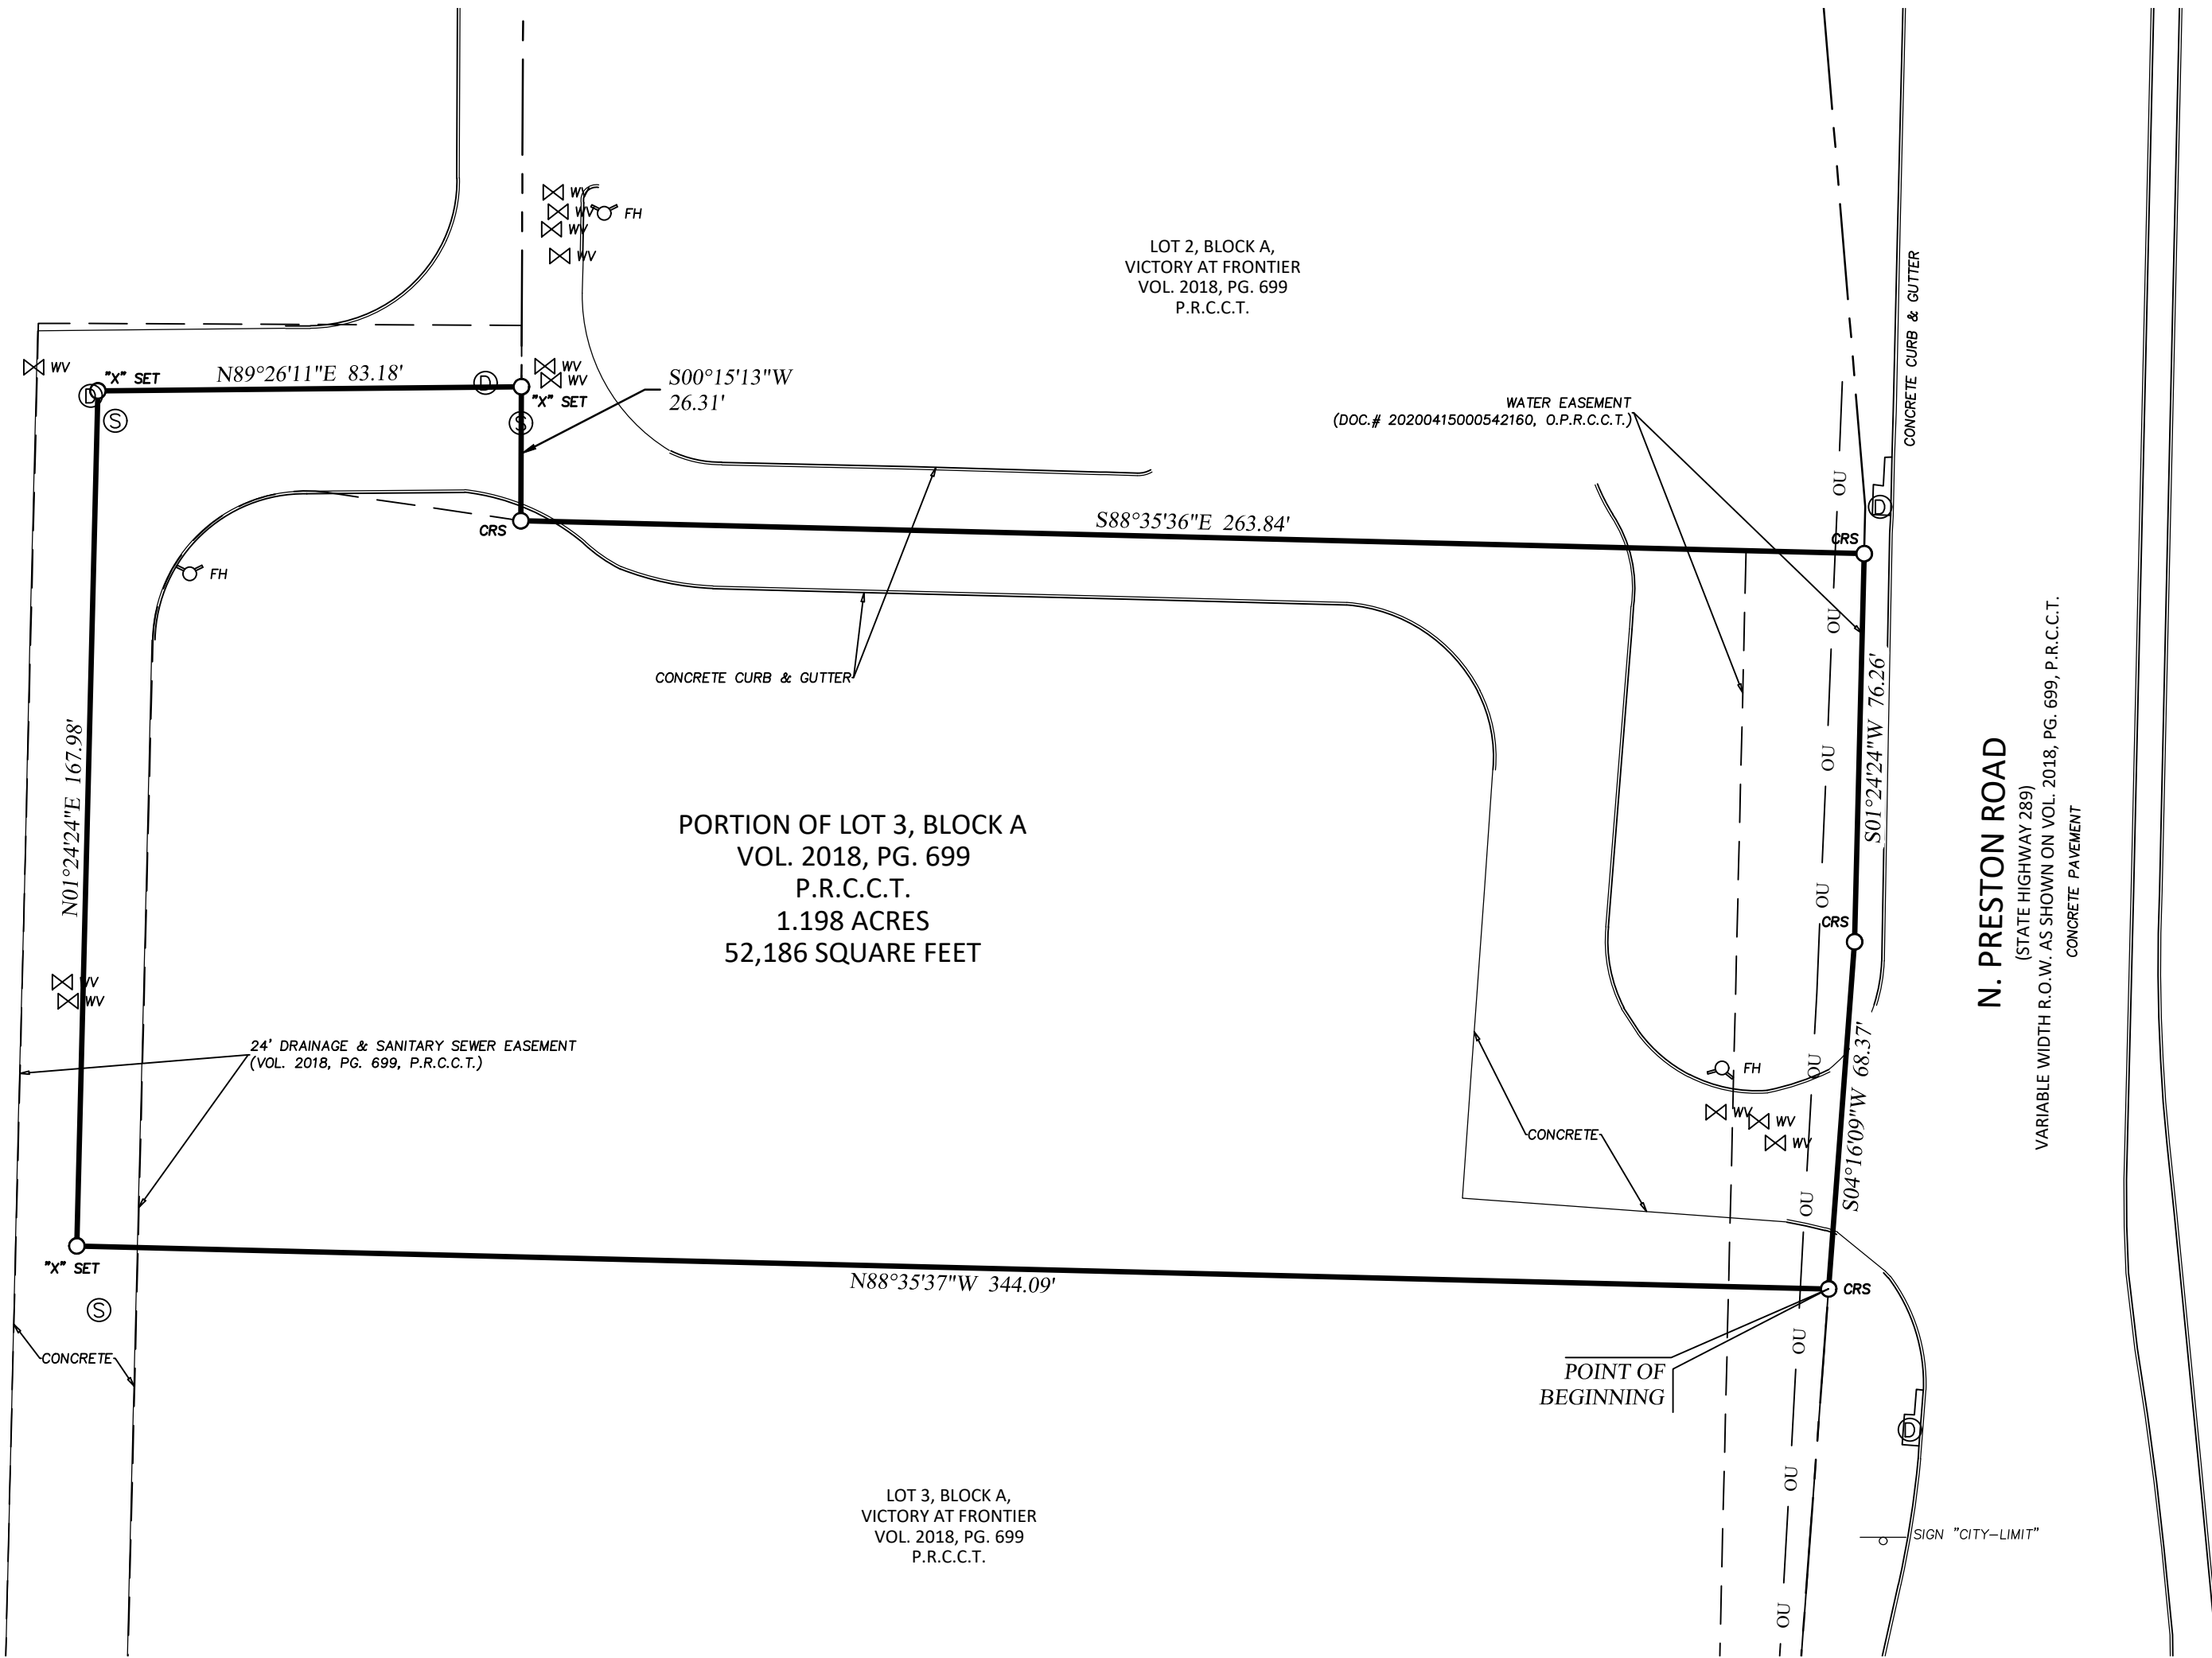 WV
WV
WV
WV
FH
LOT 2, BLOCK A,
VICTORY AT FRONTIER
VOL. 2018, PG. 699
P.R.C.C.T.
CONCRETE CURB & GUTTER
WV
"X" SET
N89°26'11"E 83.18'
D
D
S
WV
WV
"X" SET
S
S00°15'13"W
26.31'
WATER EASEMENT
(DOC.# 20200415000542160, O.P.R.C.C.T.)
OU
D
CRS
S88°35'36"E 263.84'
CRS
FH
OU
CONCRETE CURB & GUTTER
S01°24'24"W 76.26'
N01°24'24"E 167.98'
OU
N. PRESTON ROAD
(STATE HIGHWAY 289)
VARIABLE WIDTH R.O.W. AS SHOWN ON VOL. 2018, PG. 699, P.R.C.C.T.
CONCRETE PAVEMENT
PORTION OF LOT 3, BLOCK A
VOL. 2018, PG. 699
P.R.C.C.T.
1.198 ACRES
52,186 SQUARE FEET
OU
CRS
WV
WV
24' DRAINAGE & SANITARY SEWER EASEMENT
(VOL. 2018, PG. 699, P.R.C.C.T.)
FH
OU
S04°16'09"W 68.37'
WV
WV
WV
CONCRETE
OU
"X" SET
N88°35'37"W 344.09'
CRS
S
CONCRETE
OU
POINT OF
BEGINNING
D
OU
LOT 3, BLOCK A,
VICTORY AT FRONTIER
VOL. 2018, PG. 699
P.R.C.C.T.
SIGN "CITY-LIMIT"
OU